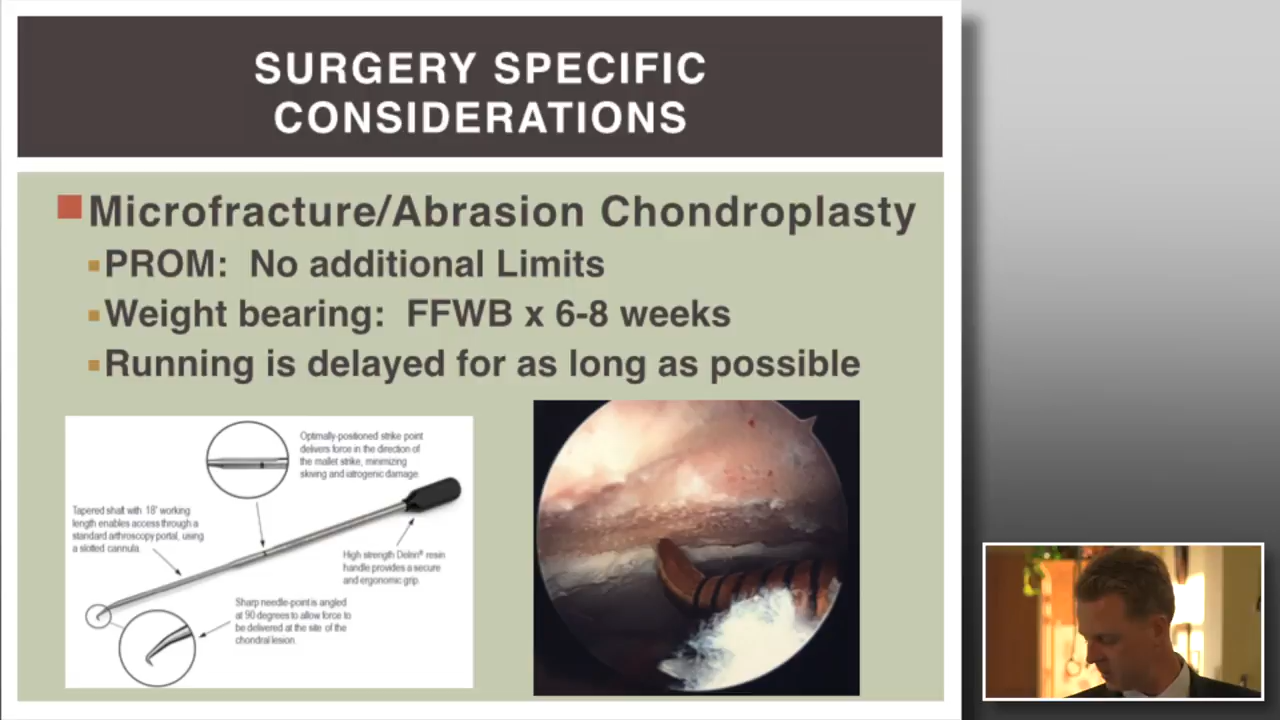 SURGERY SPECIFIC
CONSIDERATIONS
Microfracture/Abrasion Chondroplasty
PROM: No additional Limits
Weight bearing: FFWB x 6-8 weeks
Running is delayed for as long as possible
Optimally-positioned strike point
delivers force in the direction of
the mallet strike, minimizing
skiving and iatrogenic damage.
Tapered shaft with 18" working
length enables access through a
standard arthroscopy portal, using
a slotted cannula.
High strength Delrin® resin
handle provides a secure
and ergonomic grip.
Sharp needle-point is angled
at 90 degrees to allow force to
be delivered at the site of the
chondral lesion.